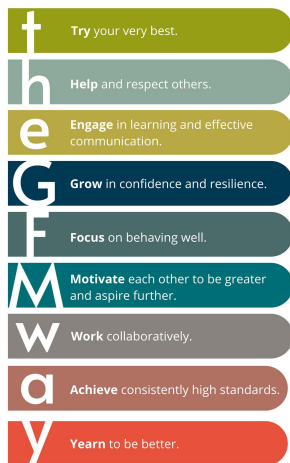 t
Try your very best.
h
Help and respect others.
e
Engage in learning and effective
communication.
G
Grow in confidence and resilience.
F
Focus on behaving well.
M
Motivate each other to be greater
and aspire further.
w
Work collaboratively.
a
Achieve consistently high standards.
y
Yearn to be better.